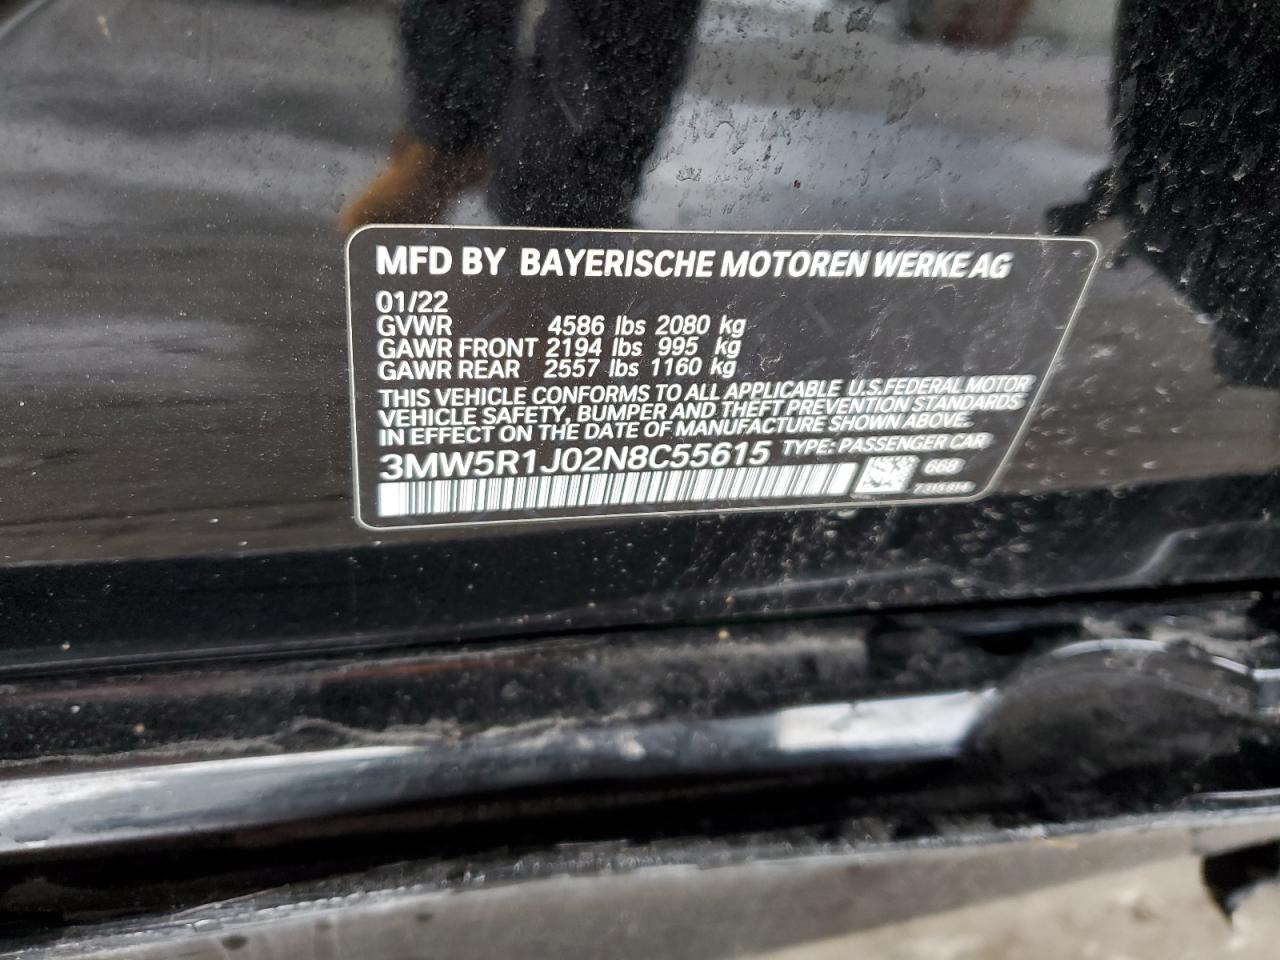 MFD BY BAYERISCHE MOTOREN WERKE AG
01/22
GVWR 4586 lbs 2080 kg
GAWR FRONT 2194 lbs 995 kg
GAWR REAR 2557 lbs 1160 kg
THIS VEHICLE CONFORMS TO ALL APPLICABLE U.S.FEDERAL MOTOR
VEHICLE SAFETY, BUMPER AND THEFT PREVENTION STANDARDS
IN EFFECT ON THE DATE OF MANUFACTURE SHOWN ABOVE.
3MW5R1J02N8C55615 TYPE: PASSENGER CAR
668
7315814